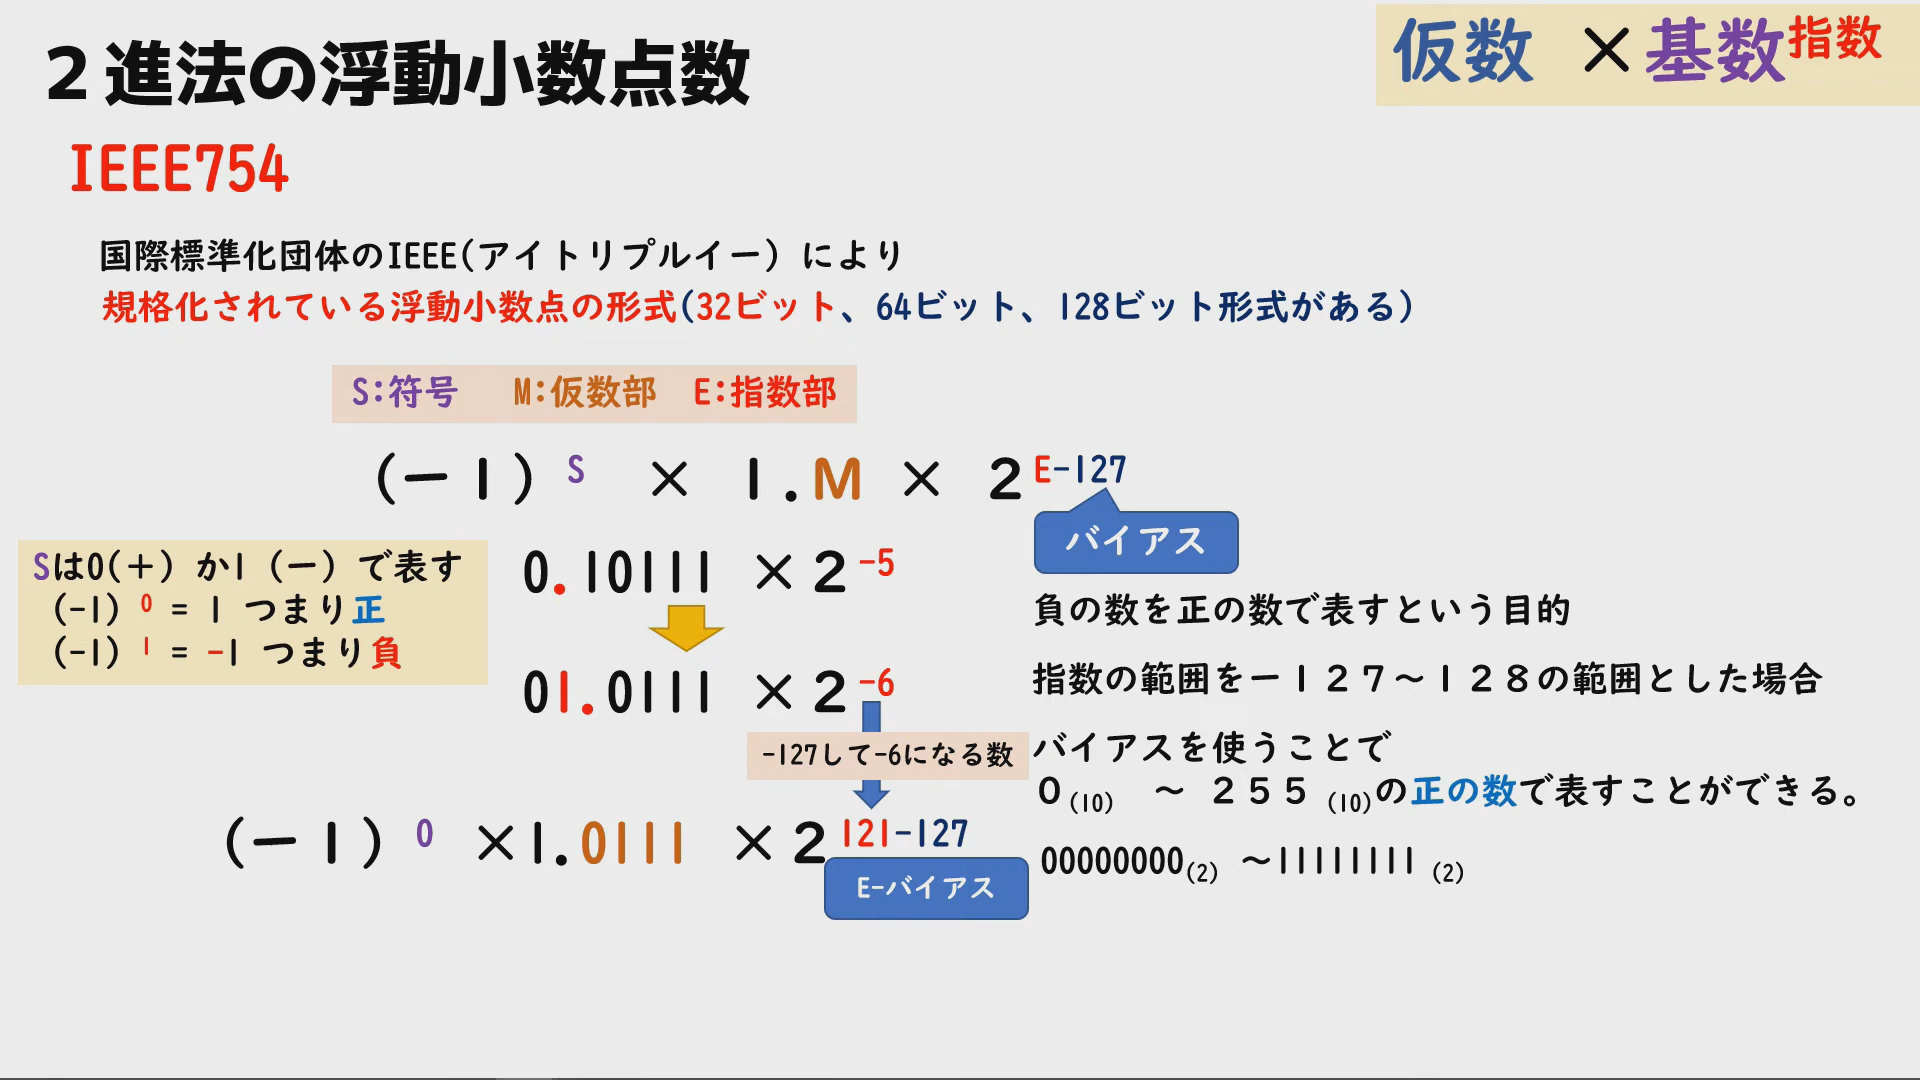 ２進法の浮動小数点数
仮数 ×基数指数
IEEE754
国際標準化団体のIEEE(アイトリプルイー）により
規格化されている浮動小数点の形式(32ビット、64ビット、128ビット形式がある）
S:符号 M:仮数部 E:指数部
（－１）S × １.M × ２E-127
バイアス
Sは0(＋）か1（－）で表す
(-1）0 = 1 つまり正
(-1）1 = -1 つまり負
0.10111 ×２-5
01.0111 ×２-6
-127して-6になる数
（－１）0 ×1.0111 ×２121-127
E-バイアス
負の数を正の数で表すという目的
指数の範囲を－１２７～１２８の範囲とした場合
バイアスを使うことで
０(10) ～ ２５５(10)の正の数で表すことができる。
00000000(2) ～11111111(2)